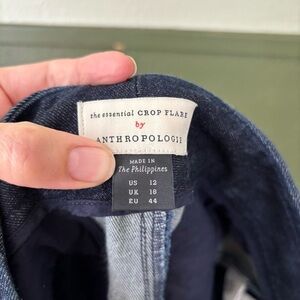 the essential CROP FLARE
by
ANTHROPOLOGIE
MADE IN
The Philippines
US 12
UK 16
EU 44